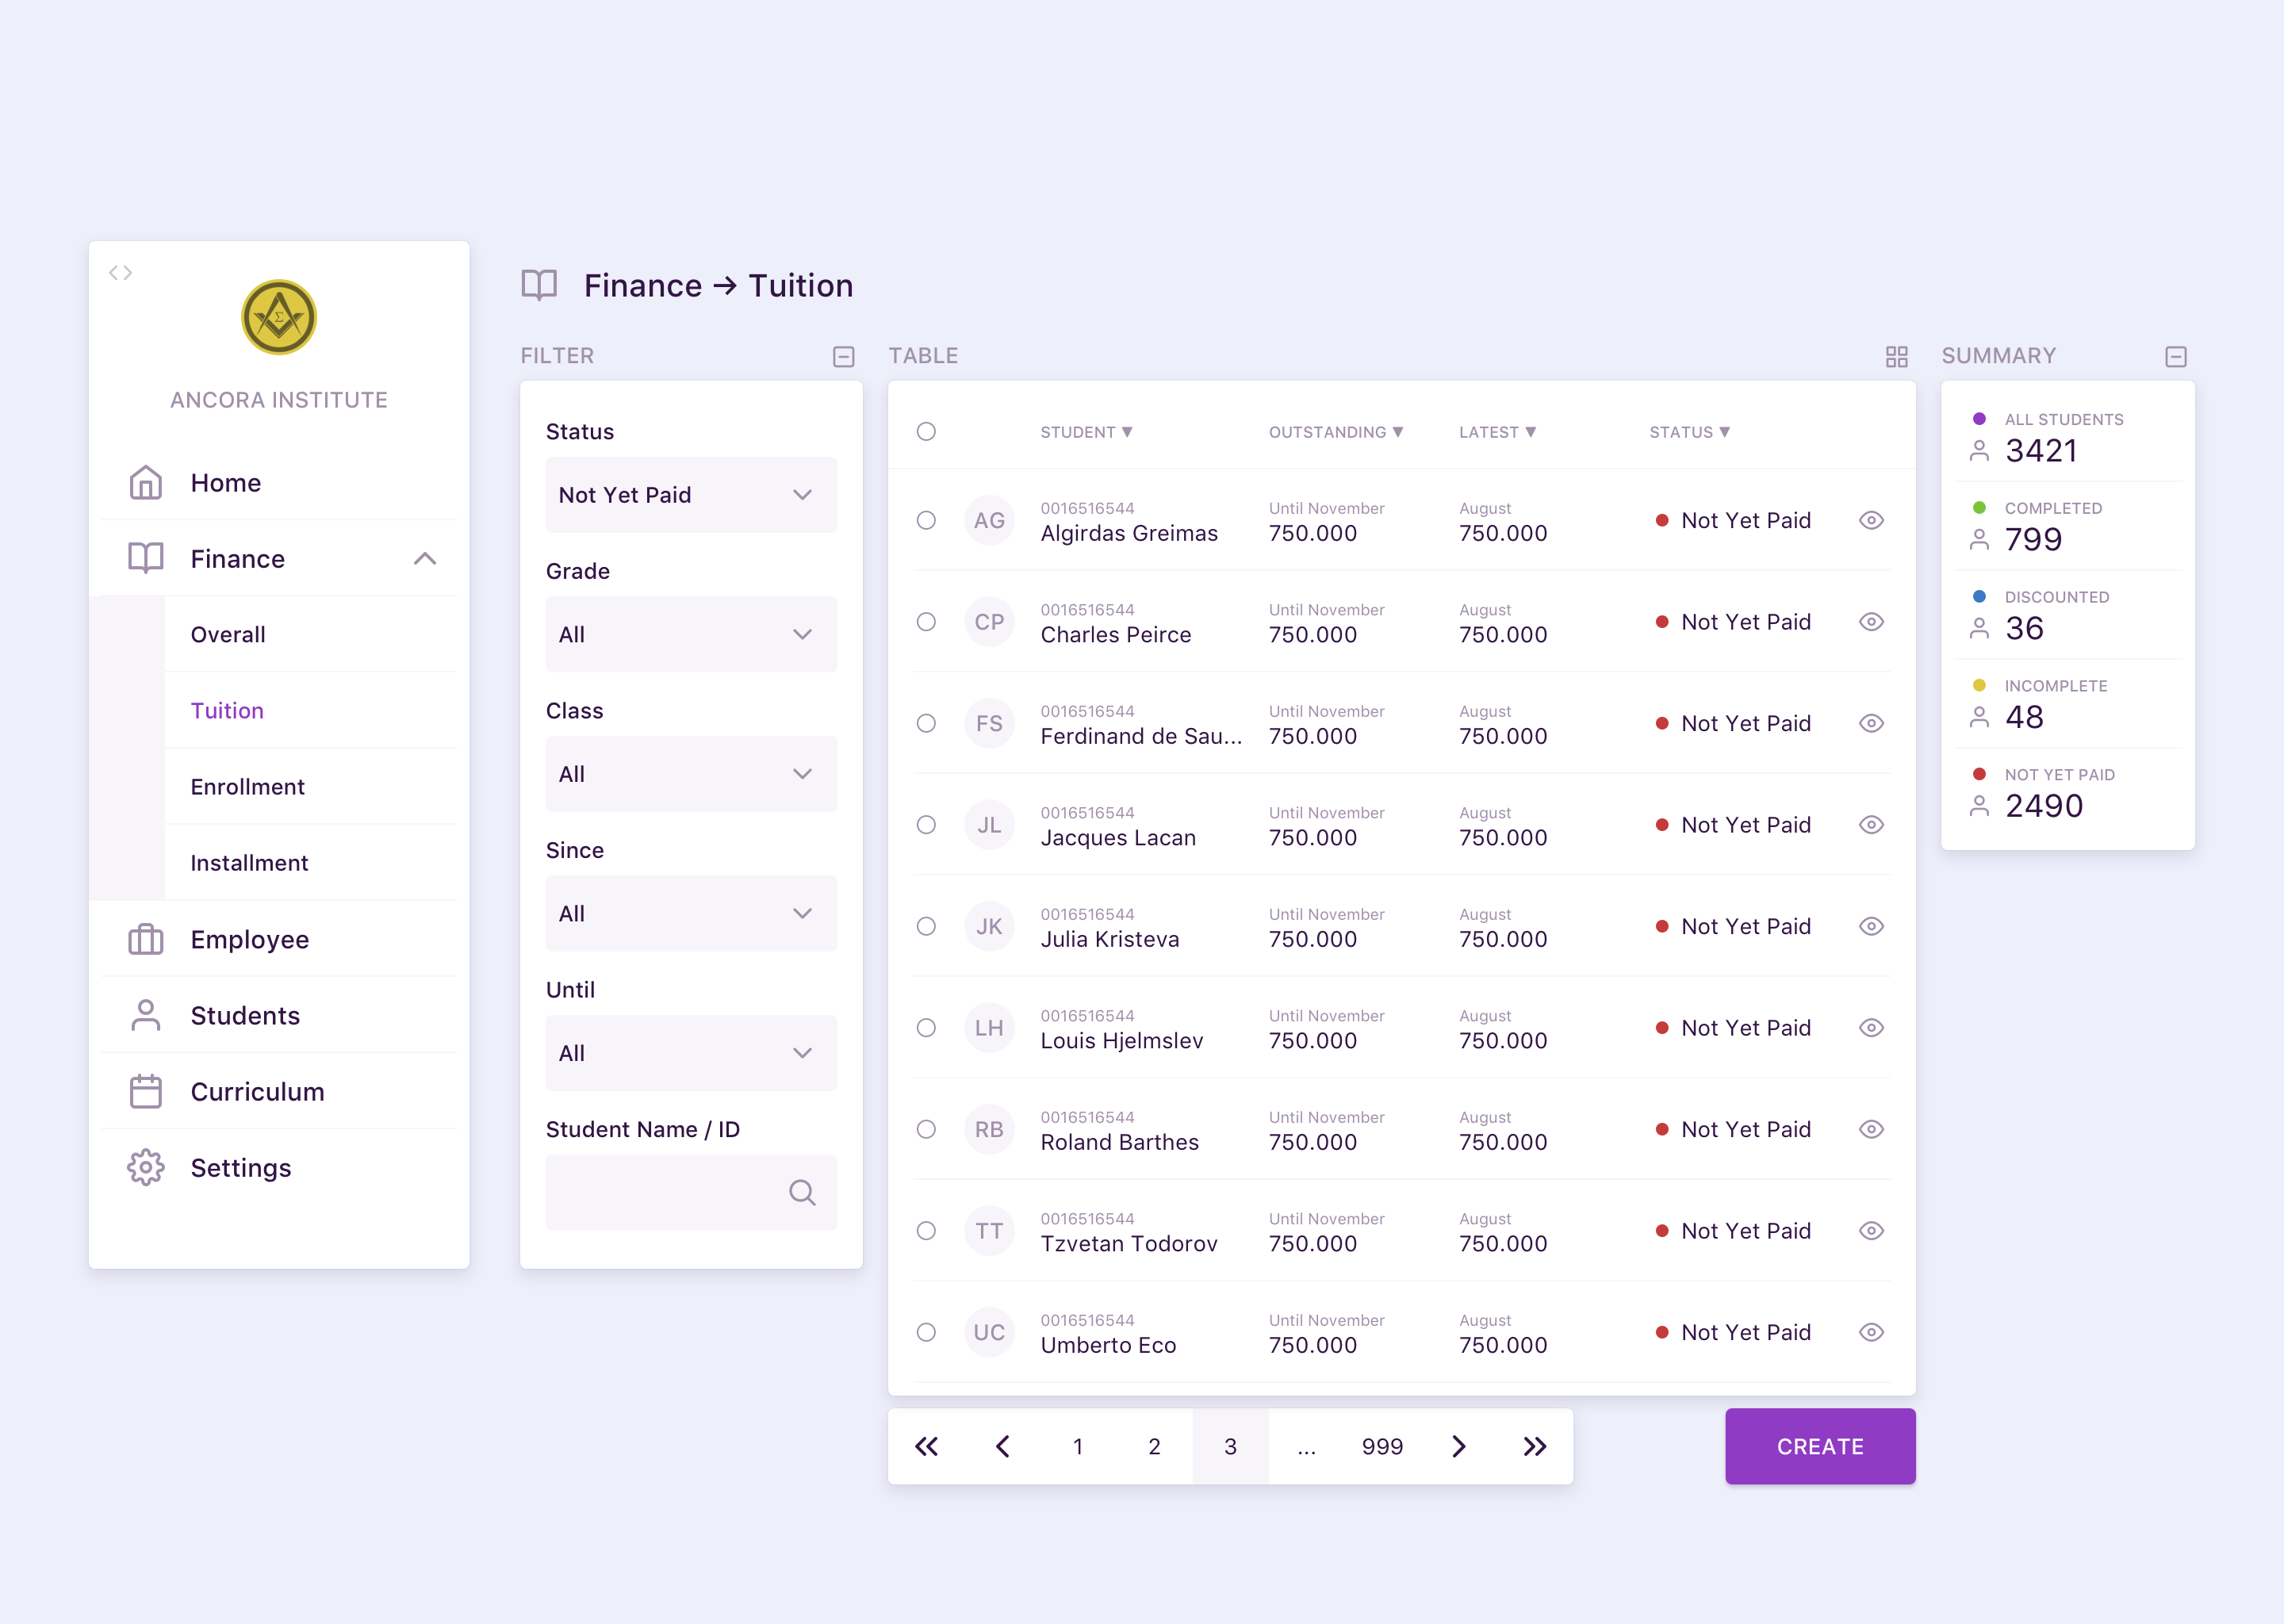 Σ
ANCORA INSTITUTE
Home
Finance
Overall
Tuition
Enrollment
Installment
Employee
Students
Curriculum
Settings
Finance → Tuition
FILTER
Status
Not Yet Paid
Grade
All
Class
All
Since
All
Until
All
Student Name / ID
TABLE
STUDENT ▼ OUTSTANDING ▼ LATEST ▼ STATUS ▼
0016516544 Until November August
AG Algirdas Greimas 750.000 750.000 Not Yet Paid
0016516544 Until November August
CP Charles Peirce 750.000 750.000 Not Yet Paid
0016516544 Until November August
FS Ferdinand de Sau... 750.000 750.000 Not Yet Paid
0016516544 Until November August
JL Jacques Lacan 750.000 750.000 Not Yet Paid
0016516544 Until November August
JK Julia Kristeva 750.000 750.000 Not Yet Paid
0016516544 Until November August
LH Louis Hjelmslev 750.000 750.000 Not Yet Paid
0016516544 Until November August
RB Roland Barthes 750.000 750.000 Not Yet Paid
0016516544 Until November August
TT Tzvetan Todorov 750.000 750.000 Not Yet Paid
0016516544 Until November August
UC Umberto Eco 750.000 750.000 Not Yet Paid
1 2 3 ... 999
CREATE
SUMMARY
ALL STUDENTS
3421
COMPLETED
799
DISCOUNTED
36
INCOMPLETE
48
NOT YET PAID
2490